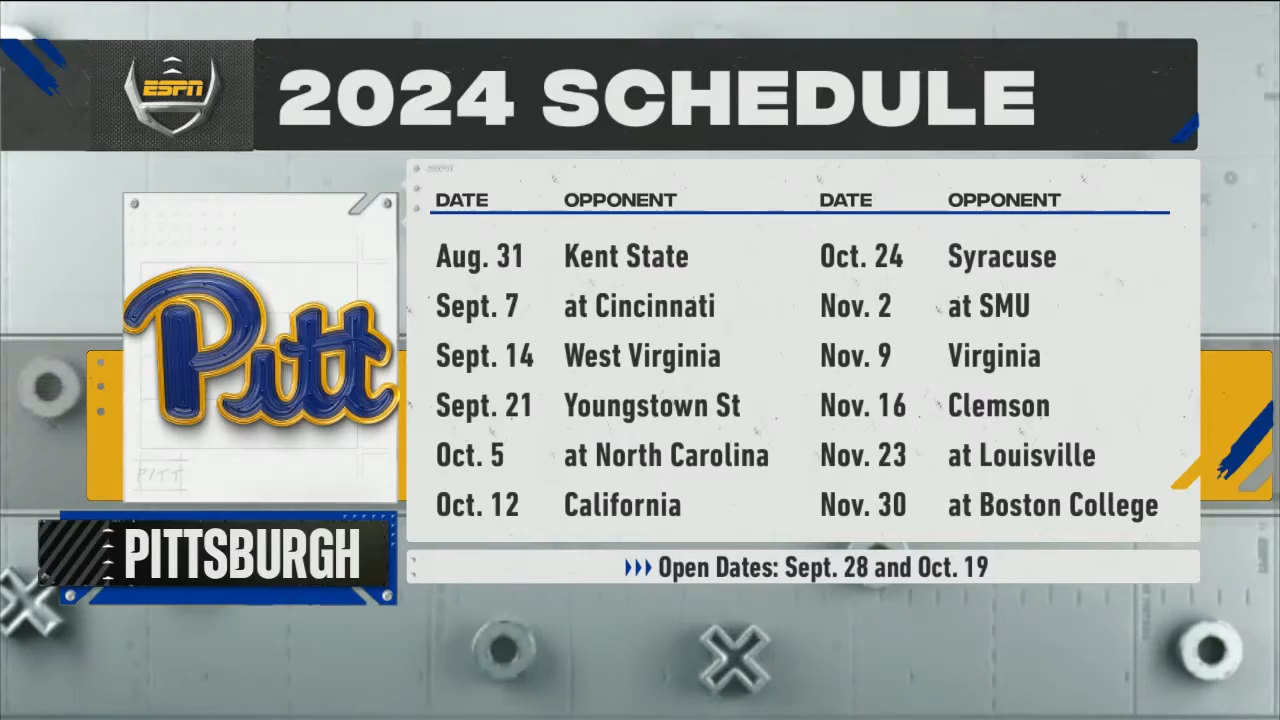 ESPN
2024 SCHEDULE
ESPN
DATE OPPONENT DATE OPPONENT
Aug. 31 Kent State Oct. 24 Syracuse
Sept. 7 at Cincinnati Nov. 2 at SMU
Sept. 14 West Virginia Nov. 9 Virginia
Sept. 21 Youngstown St Nov. 16 Clemson
Oct. 5 at North Carolina Nov. 23 at Louisville
Oct. 12 California Nov. 30 at Boston College
Open Dates: Sept. 28 and Oct. 19
Pitt
PITT
PITTSBURGH